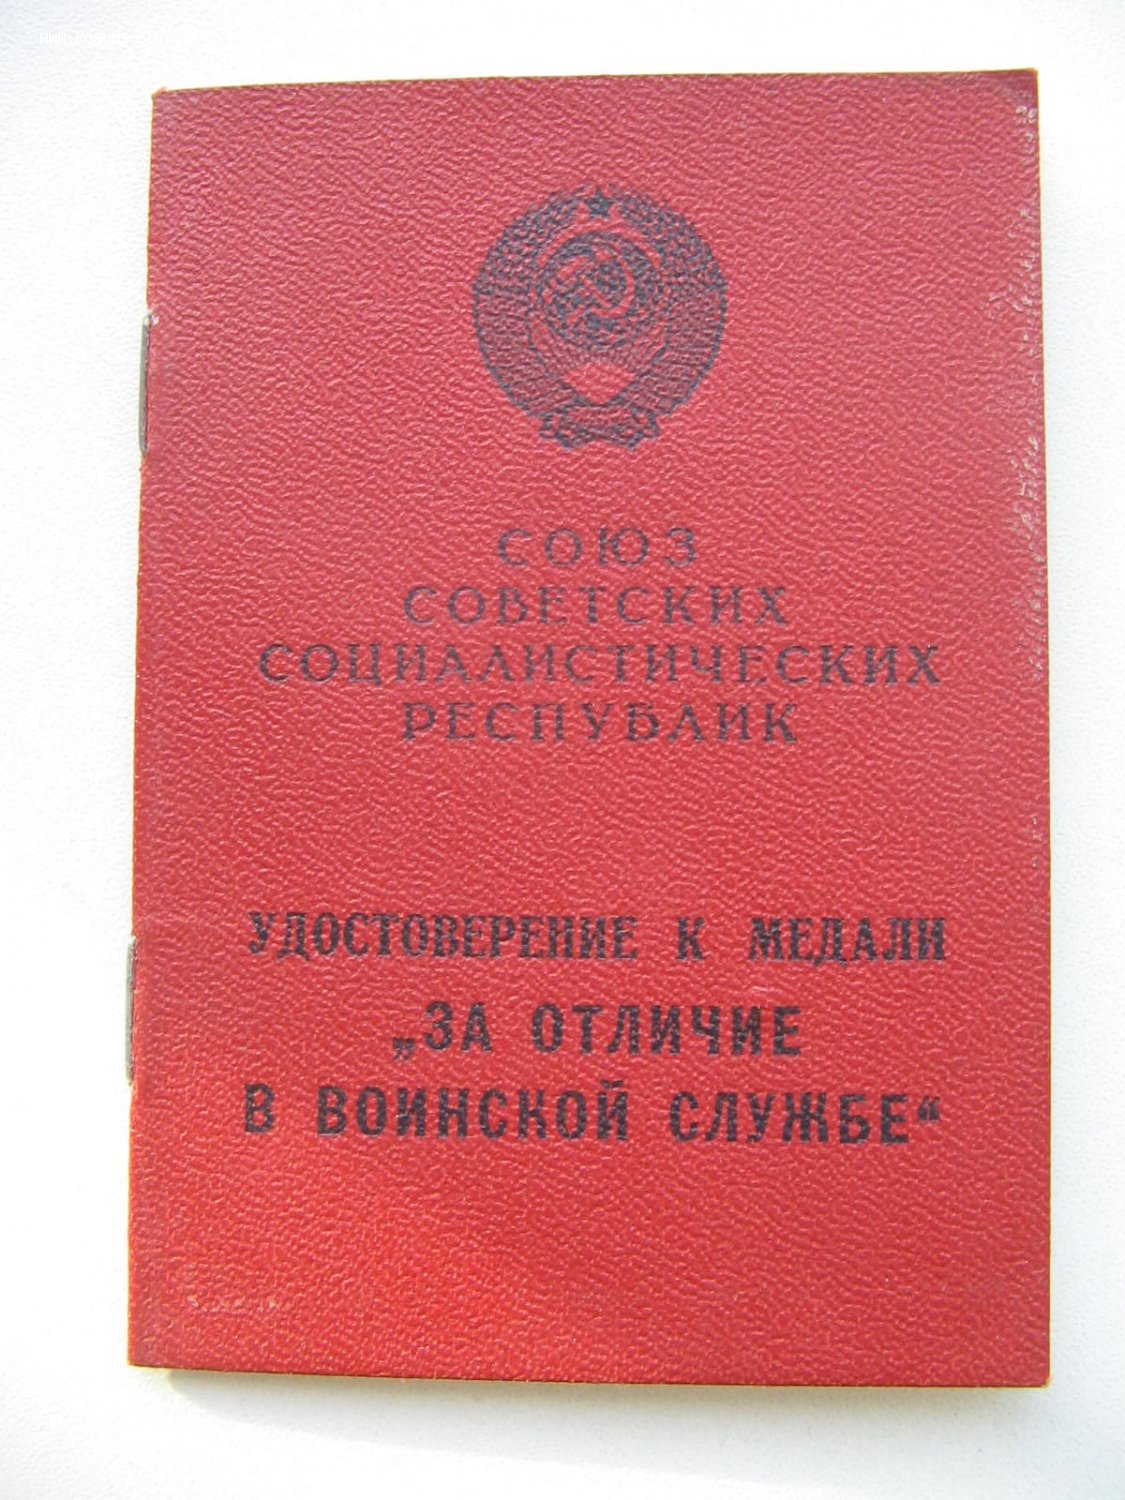 СОЮЗ
СОВЕТСКИХ
СОЦИАЛИСТИЧЕСКИХ
РЕСПУБЛИК
УДОСТОВЕРЕНИЕ К МЕДАЛИ
„ЗА ОТЛИЧИЕ
В ВОИНСКОЙ СЛУЖБЕ“